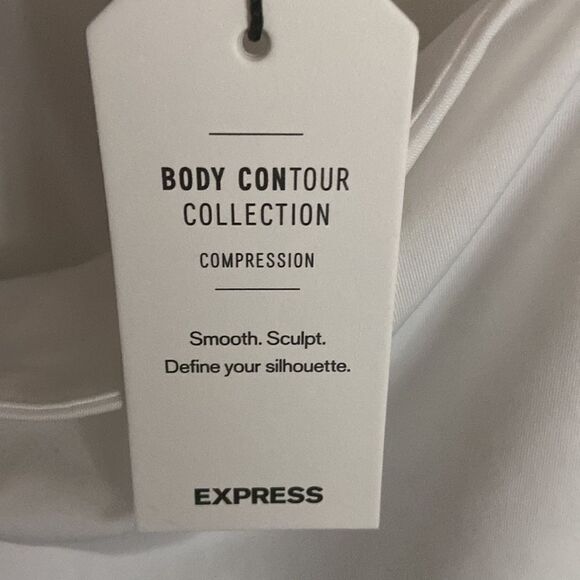 BODY CONTOUR
COLLECTION
COMPRESSION
Smooth. Sculpt.
Define your silhouette.
EXPRESS